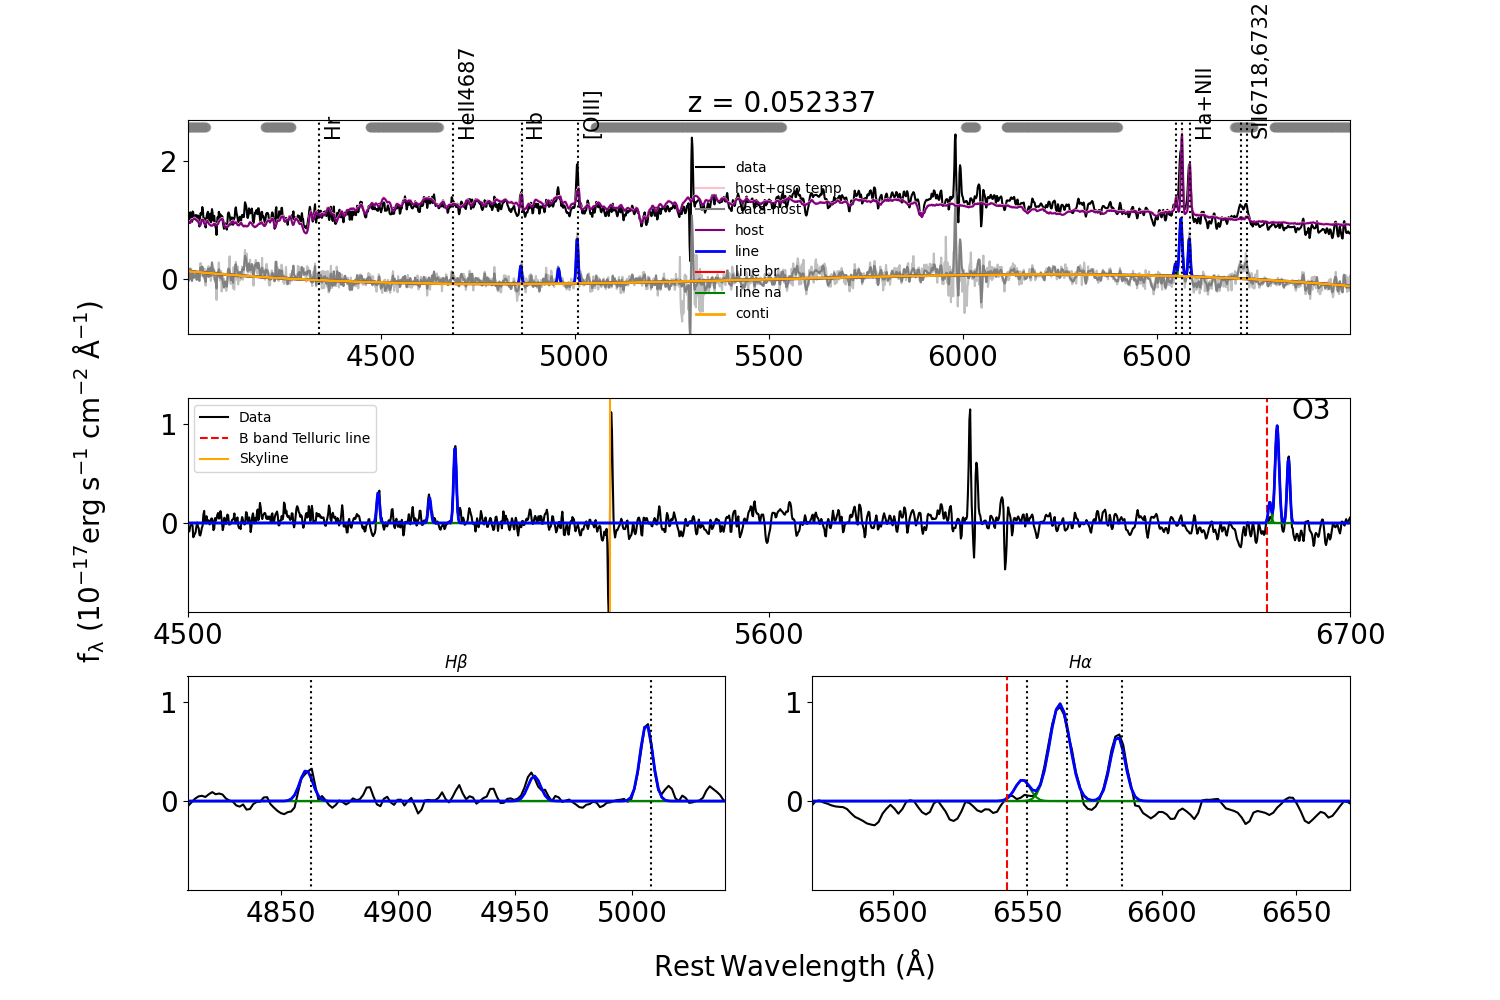 z = 0.052337
Hr
HeII4687
Hb
[OIII]
Ha+NII
SII6718,6732
2
0
data
host+qso temp
data-host
host
line
line br
line na
conti
4500 5000 5500 6000 6500
fλ (10⁻¹⁷erg s⁻¹ cm⁻² Å⁻¹)
1
0
Data
B band Telluric line
Skyline
O3
4500 5600 6700
Hβ
1
0
4850 4900 4950 5000
Hα
1
0
6500 6550 6600 6650
Rest Wavelength (Å)